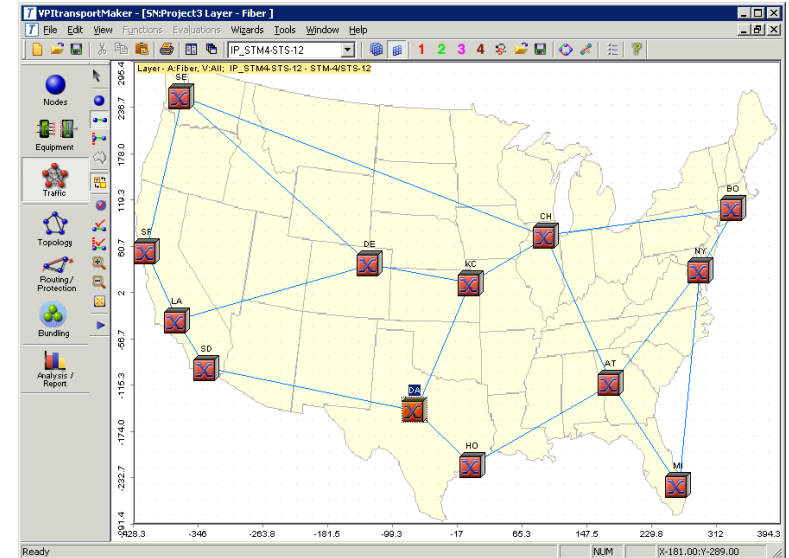 VPItransportMaker - [SN:Project3 Layer - Fiber ]
File Edit View Functions Evaluations Wizards Tools Window Help
IP_STM4-STS-12
1 2 3 4
Layer - A:Fiber, V:All; IP_STM4-STS-12 - STM-4/STS-12
Nodes
Equipment
Traffic
Topology
Routing /
Protection
Bundling
Analysis /
Report
295.4
236.7
178.0
119.3
60.7
2
-56.7
-115.3
-174.0
-232.7
-291.4
SE
BO
CH
SF
DE
NY
KC
LA
SD
AT
DA
HO
MI
-428.3 -346 -263.8 -181.5 -99.3 -17 65.3 147.5 229.8 312 394.3
Ready NUM X-181.00:Y-289.00